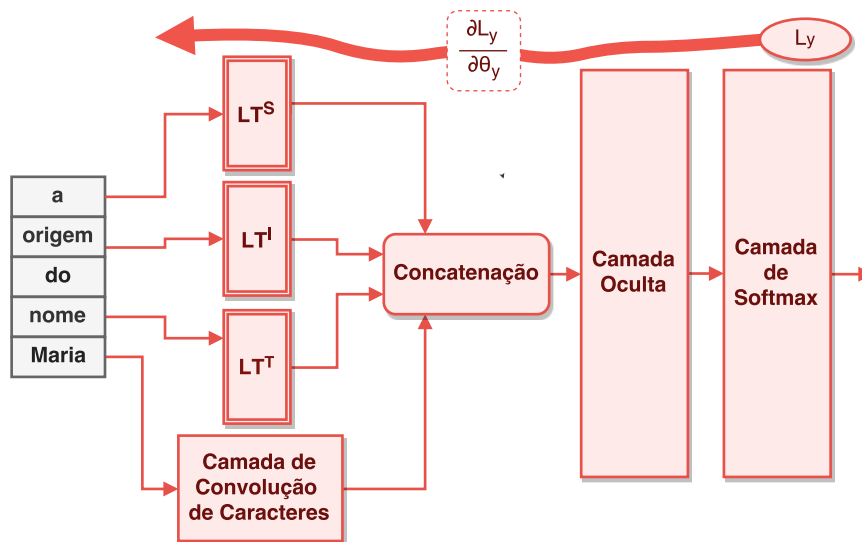 ∂Ly
∂θy
Ly
LTS
a
origem
do
nome
Maria
LTI
LTT
Concatenação
Camada
Oculta
Camada
de
Softmax
Camada de
Convolução
de Caracteres